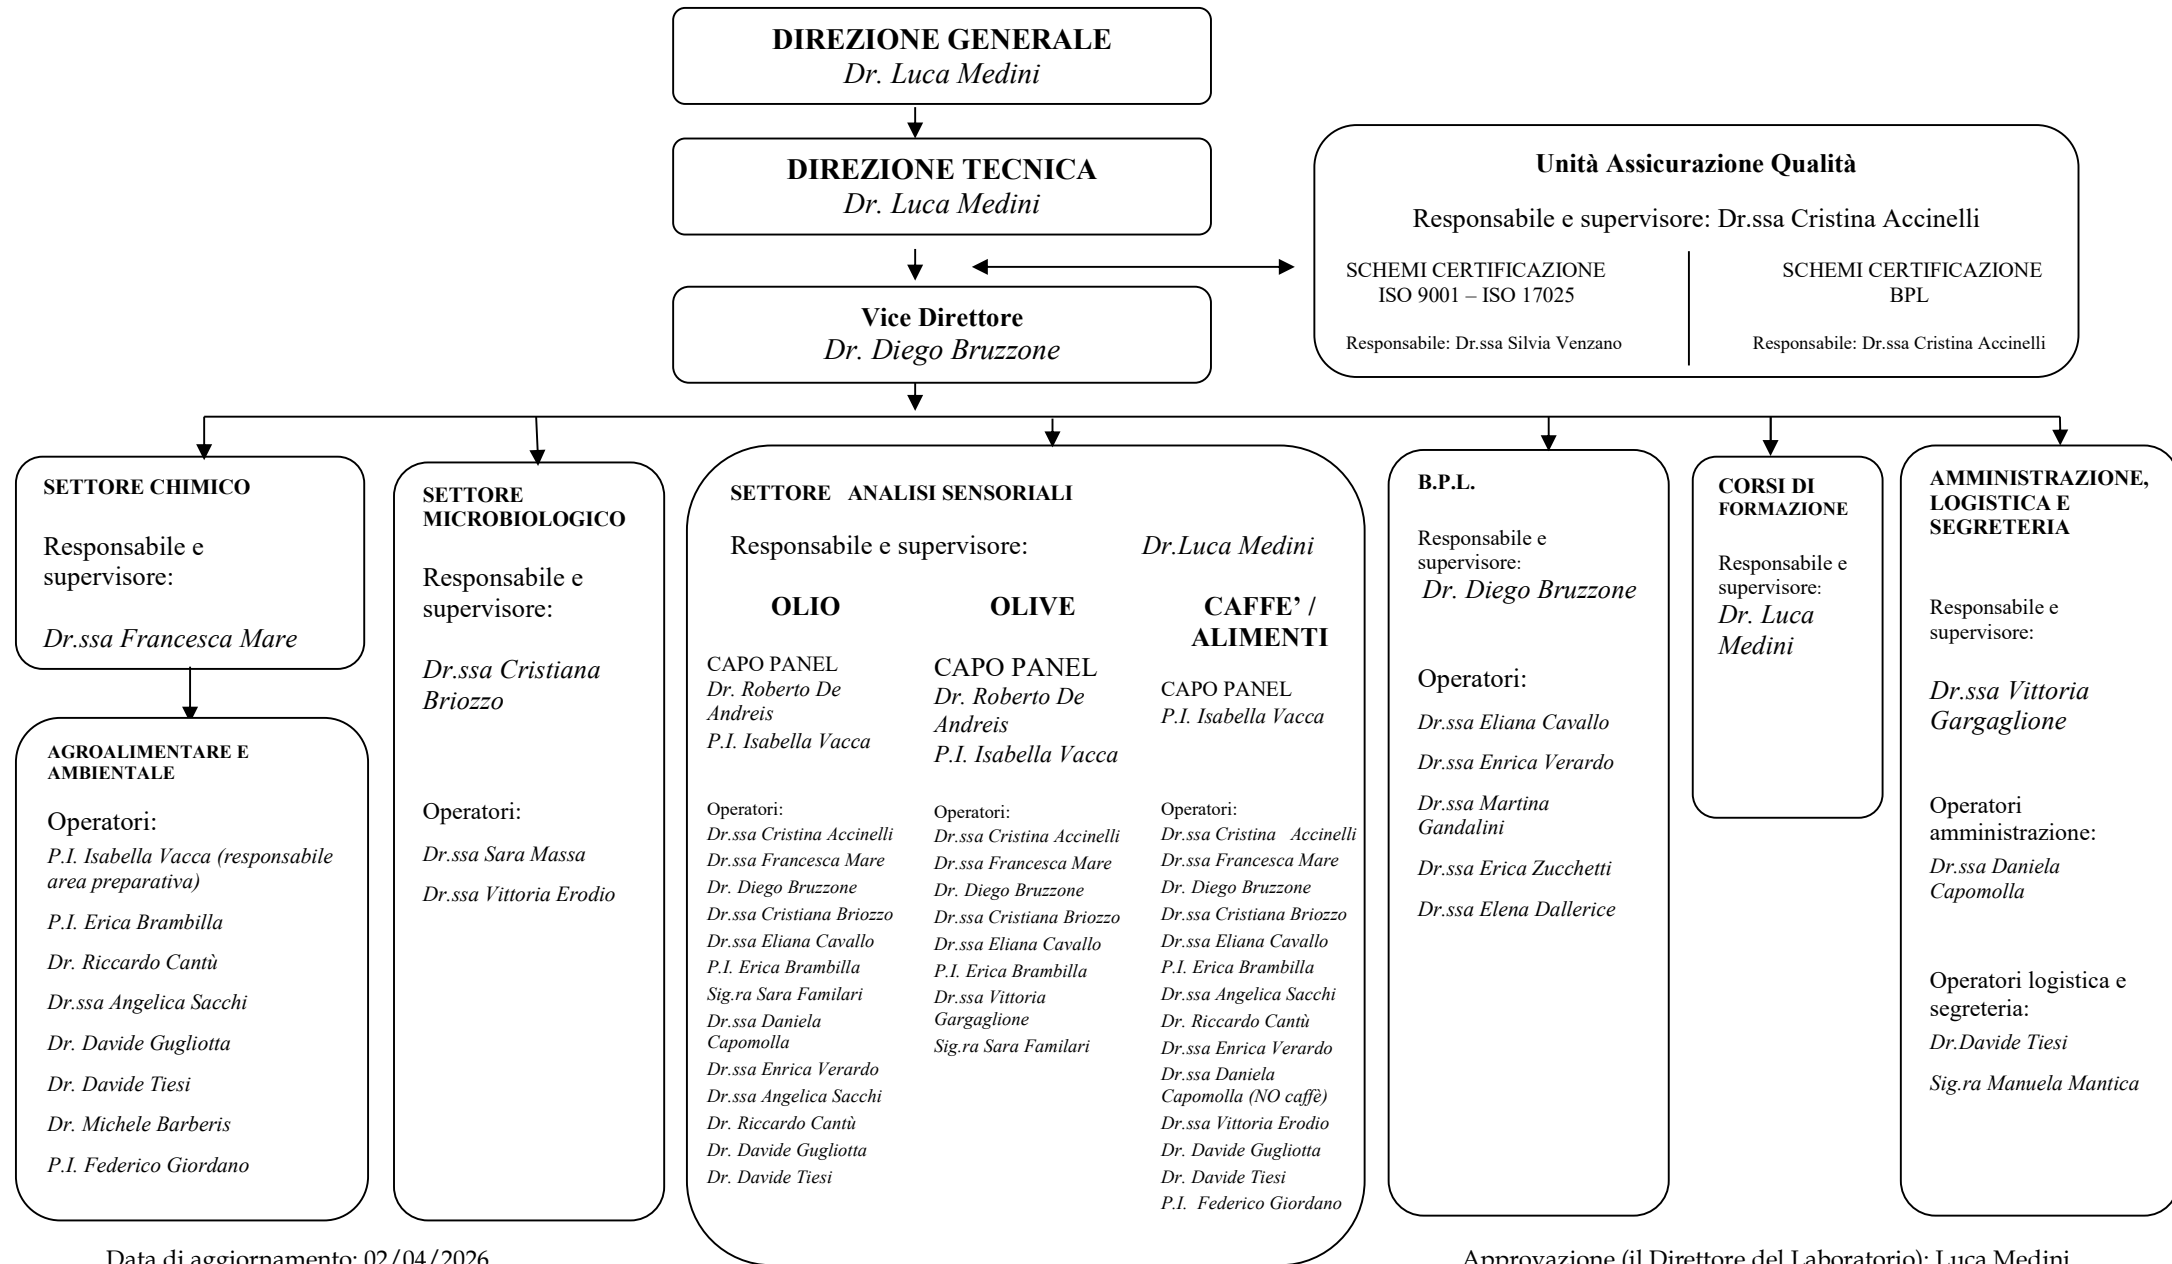 DIREZIONE GENERALE
Dr. Luca Medini
DIREZIONE TECNICA
Dr. Luca Medini
Vice Direttore
Dr. Diego Bruzzone
Unità Assicurazione Qualità
Responsabile e supervisore: Dr.ssa Cristina Accinelli
SCHEMI CERTIFICAZIONE
ISO 9001 – ISO 17025
Responsabile: Dr.ssa Silvia Venzano
SCHEMI CERTIFICAZIONE
BPL
Responsabile: Dr.ssa Cristina Accinelli
SETTORE CHIMICO
Responsabile e
supervisore:
Dr.ssa Francesca Mare
AGROALIMENTARE E
AMBIENTALE
Operatori:
P.I. Isabella Vacca (responsabile
area preparativa)
P.I. Erica Brambilla
Dr. Riccardo Cantù
Dr.ssa Angelica Sacchi
Dr. Davide Gugliotta
Dr. Davide Tiesi
Dr. Michele Barberis
P.I. Federico Giordano
SETTORE
MICROBIOLOGICO
Responsabile e
supervisore:
Dr.ssa Cristiana
Briozzo
Operatori:
Dr.ssa Sara Massa
Dr.ssa Vittoria Erodio
SETTORE ANALISI SENSORIALI
Responsabile e supervisore: Dr.Luca Medini
OLIO
CAPO PANEL
Dr. Roberto De
Andreis
P.I. Isabella Vacca
Operatori:
Dr.ssa Cristina Accinelli
Dr.ssa Francesca Mare
Dr. Diego Bruzzone
Dr.ssa Cristiana Briozzo
Dr.ssa Eliana Cavallo
P.I. Erica Brambilla
Sig.ra Sara Familari
Dr.ssa Daniela
Capomolla
Dr.ssa Enrica Verardo
Dr.ssa Angelica Sacchi
Dr. Riccardo Cantù
Dr. Davide Gugliotta
Dr. Davide Tiesi
OLIVE
CAPO PANEL
Dr. Roberto De
Andreis
P.I. Isabella Vacca
Operatori:
Dr.ssa Cristina Accinelli
Dr.ssa Francesca Mare
Dr. Diego Bruzzone
Dr.ssa Cristiana Briozzo
Dr.ssa Eliana Cavallo
P.I. Erica Brambilla
Dr.ssa Vittoria
Gargaglione
Sig.ra Sara Familari
CAFFE’ /
ALIMENTI
CAPO PANEL
P.I. Isabella Vacca
Operatori:
Dr.ssa Cristina Accinelli
Dr.ssa Francesca Mare
Dr. Diego Bruzzone
Dr.ssa Cristiana Briozzo
Dr.ssa Eliana Cavallo
P.I. Erica Brambilla
Dr.ssa Angelica Sacchi
Dr. Riccardo Cantù
Dr.ssa Enrica Verardo
Dr.ssa Daniela
Capomolla (NO caffè)
Dr.ssa Vittoria Erodio
Dr. Davide Gugliotta
Dr. Davide Tiesi
P.I. Federico Giordano
B.P.L.
Responsabile e
supervisore:
Dr. Diego Bruzzone
Operatori:
Dr.ssa Eliana Cavallo
Dr.ssa Enrica Verardo
Dr.ssa Martina
Gandalini
Dr.ssa Erica Zucchetti
Dr.ssa Elena Dallerice
CORSI DI
FORMAZIONE
Responsabile e
supervisore:
Dr. Luca
Medini
AMMINISTRAZIONE,
LOGISTICA E
SEGRETERIA
Responsabile e
supervisore:
Dr.ssa Vittoria
Gargaglione
Operatori
amministrazione:
Dr.ssa Daniela
Capomolla
Operatori logistica e
segreteria:
Dr.Davide Tiesi
Sig.ra Manuela Mantica
Data di aggiornamento: 02/04/2026
Approvazione (il Direttore del Laboratorio): Luca Medini